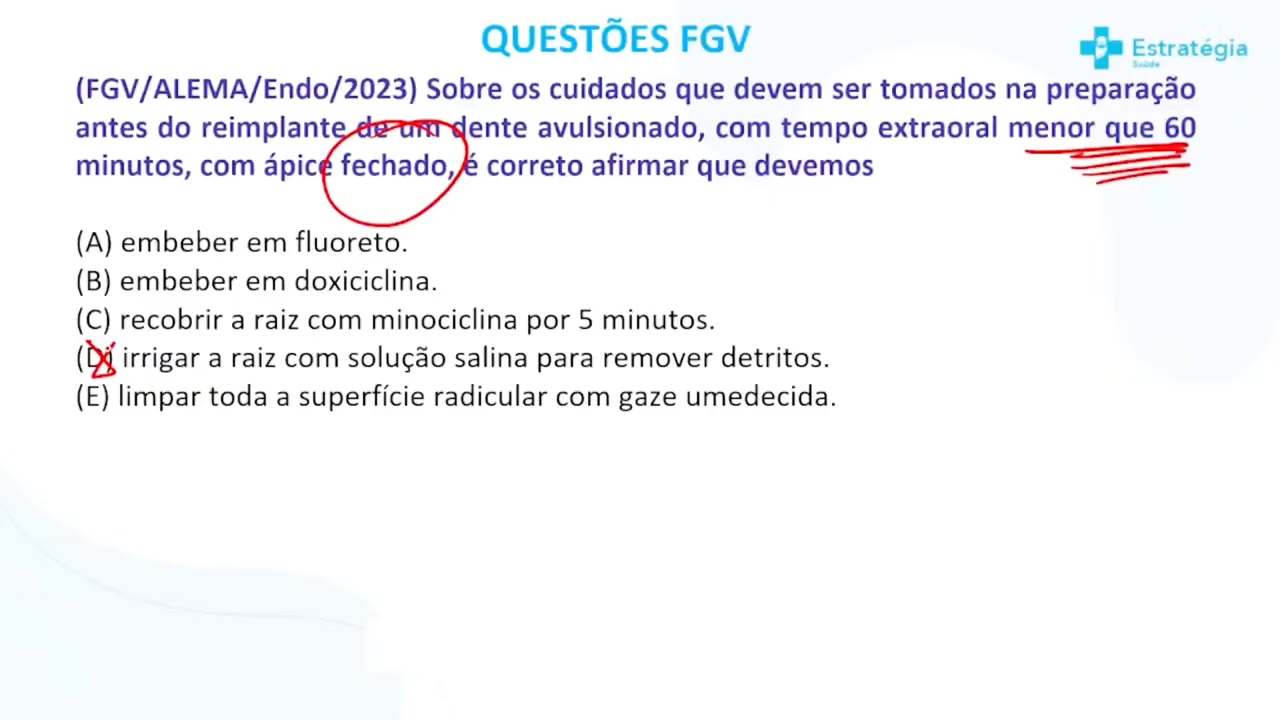 QUESTÕES FGV
Estratégia
Saúde
(FGV/ALEMA/Endo/2023) Sobre os cuidados que devem ser tomados na preparação
antes do reimplante de um dente avulsionado, com tempo extraoral menor que 60
minutos, com ápice fechado, é correto afirmar que devemos
(A) embeber em fluoreto.
(B) embeber em doxiciclina.
(C) recobrir a raiz com minociclina por 5 minutos.
(D) irrigar a raiz com solução salina para remover detritos.
(E) limpar toda a superfície radicular com gaze umedecida.